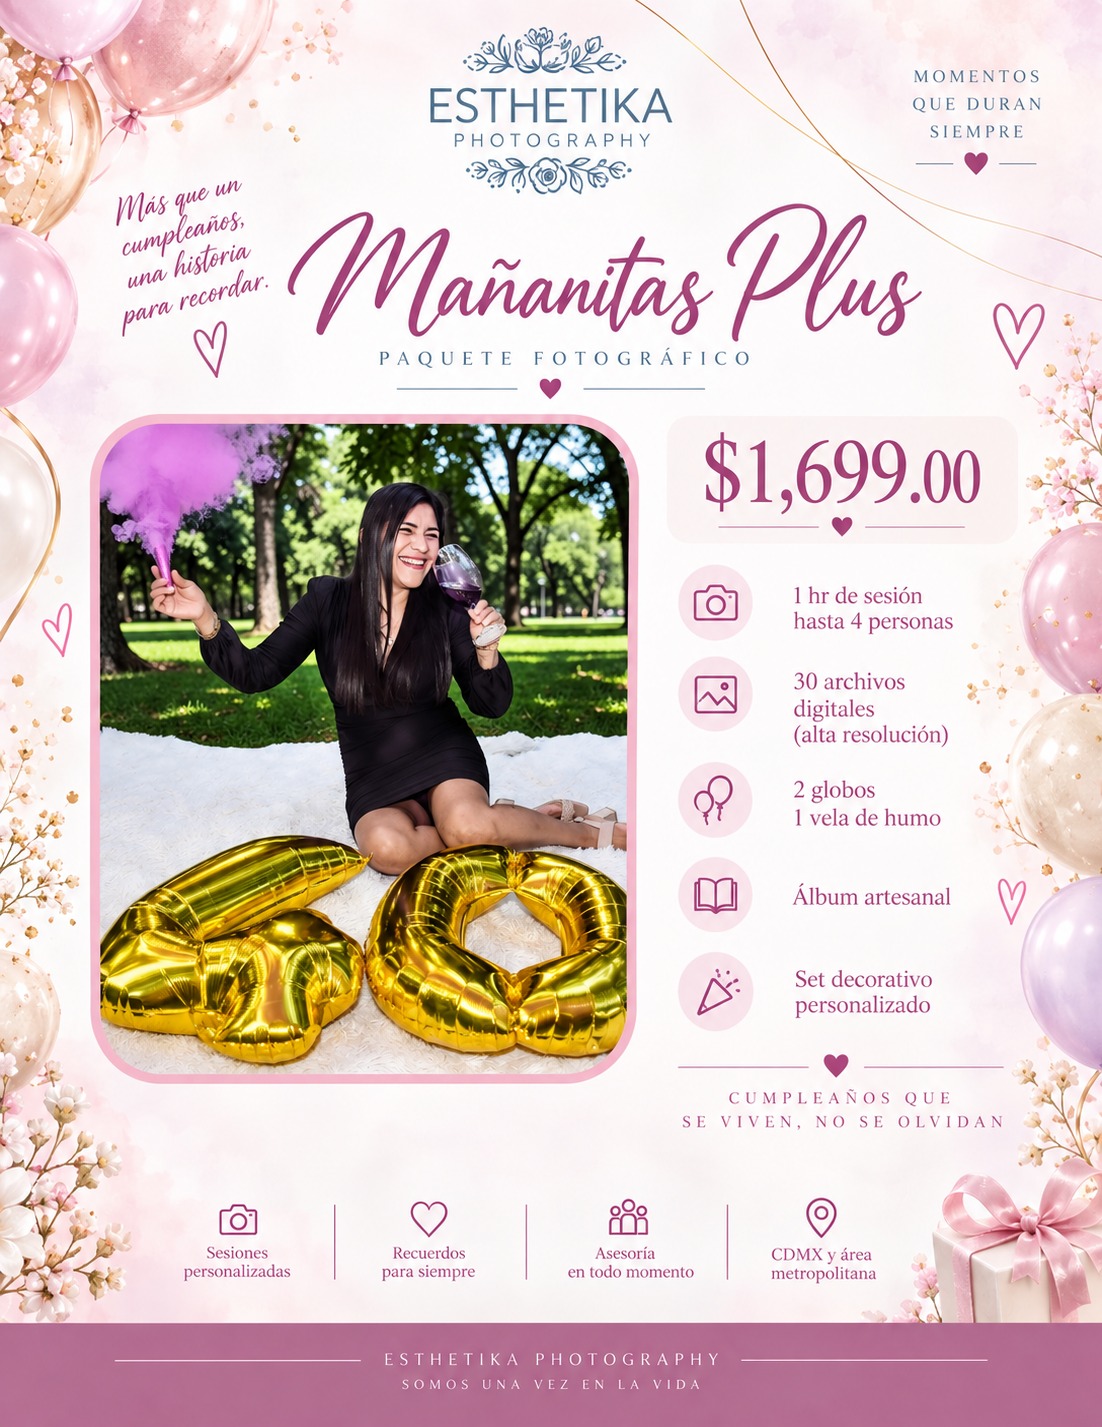 ESTHETIKA
PHOTOGRAPHY
MOMENTOS
QUE DURAN
SIEMPRE
Más que un
cumpleaños,
una historia
para recordar.
Mañanitas Plus
PAQUETE FOTOGRÁFICO
$1,699.00
1 hr de sesión
hasta 4 personas
30 archivos
digitales
(alta resolución)
2 globos
1 vela de humo
Álbum artesanal
Set decorativo
personalizado
CUMPLEAÑOS QUE
SE VIVEN, NO SE OLVIDAN
Sesiones
personalizadas
Recuerdos
para siempre
Asesoría
en todo momento
CDMX y área
metropolitana
ESTHETIKA PHOTOGRAPHY
SOMOS UNA VEZ EN LA VIDA